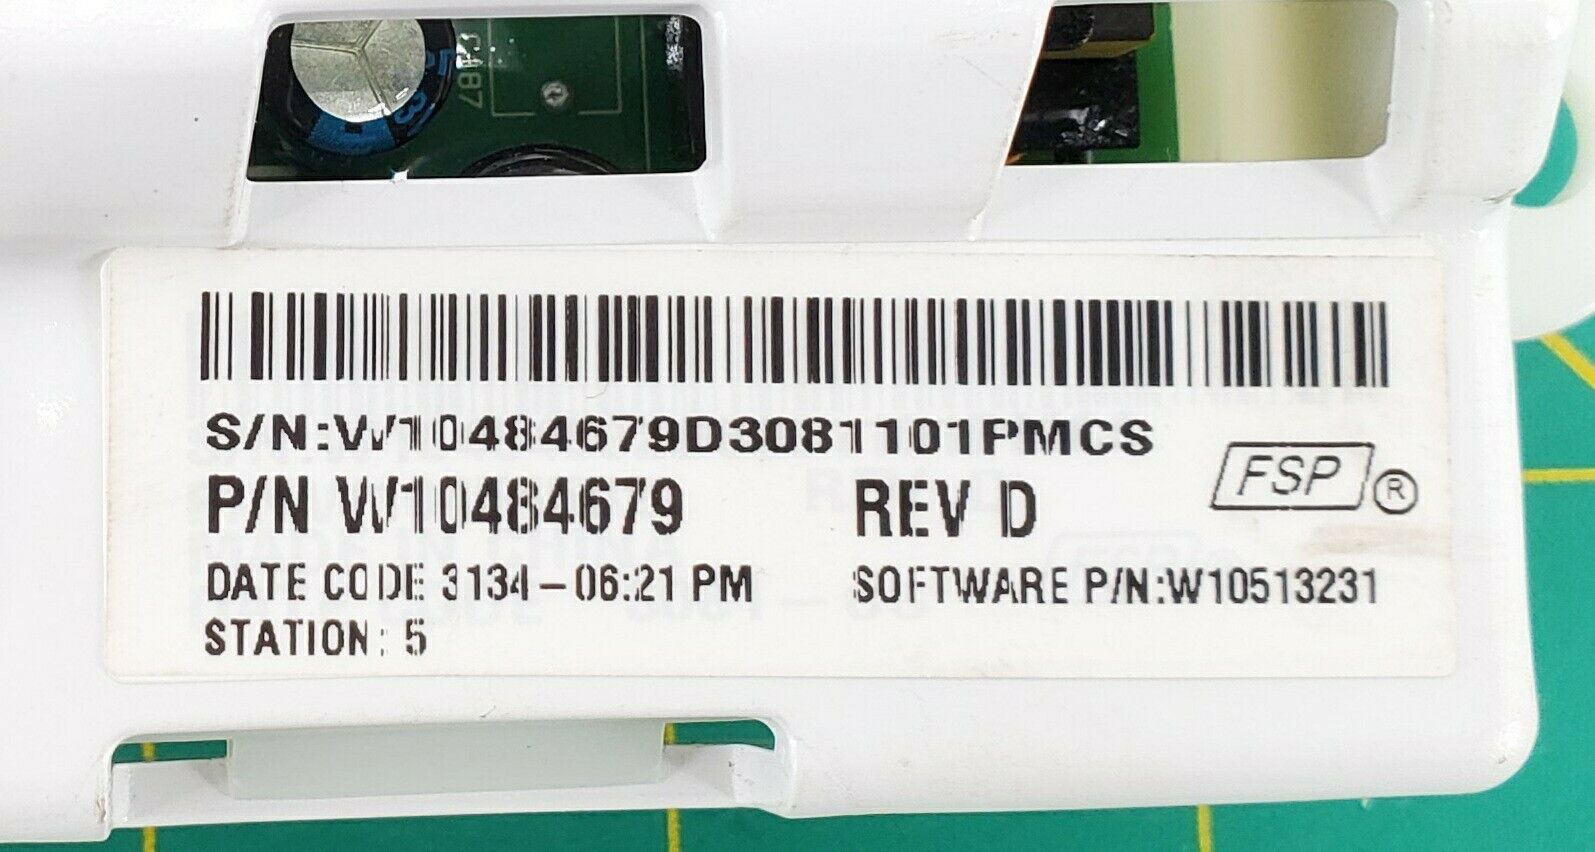 S/N:W10484679D3081101PMCS
P/N W10484679 REV D
FSP ®
DATE CODE 3134-06:21 PM SOFTWARE P/N:W10513231
STATION: 5